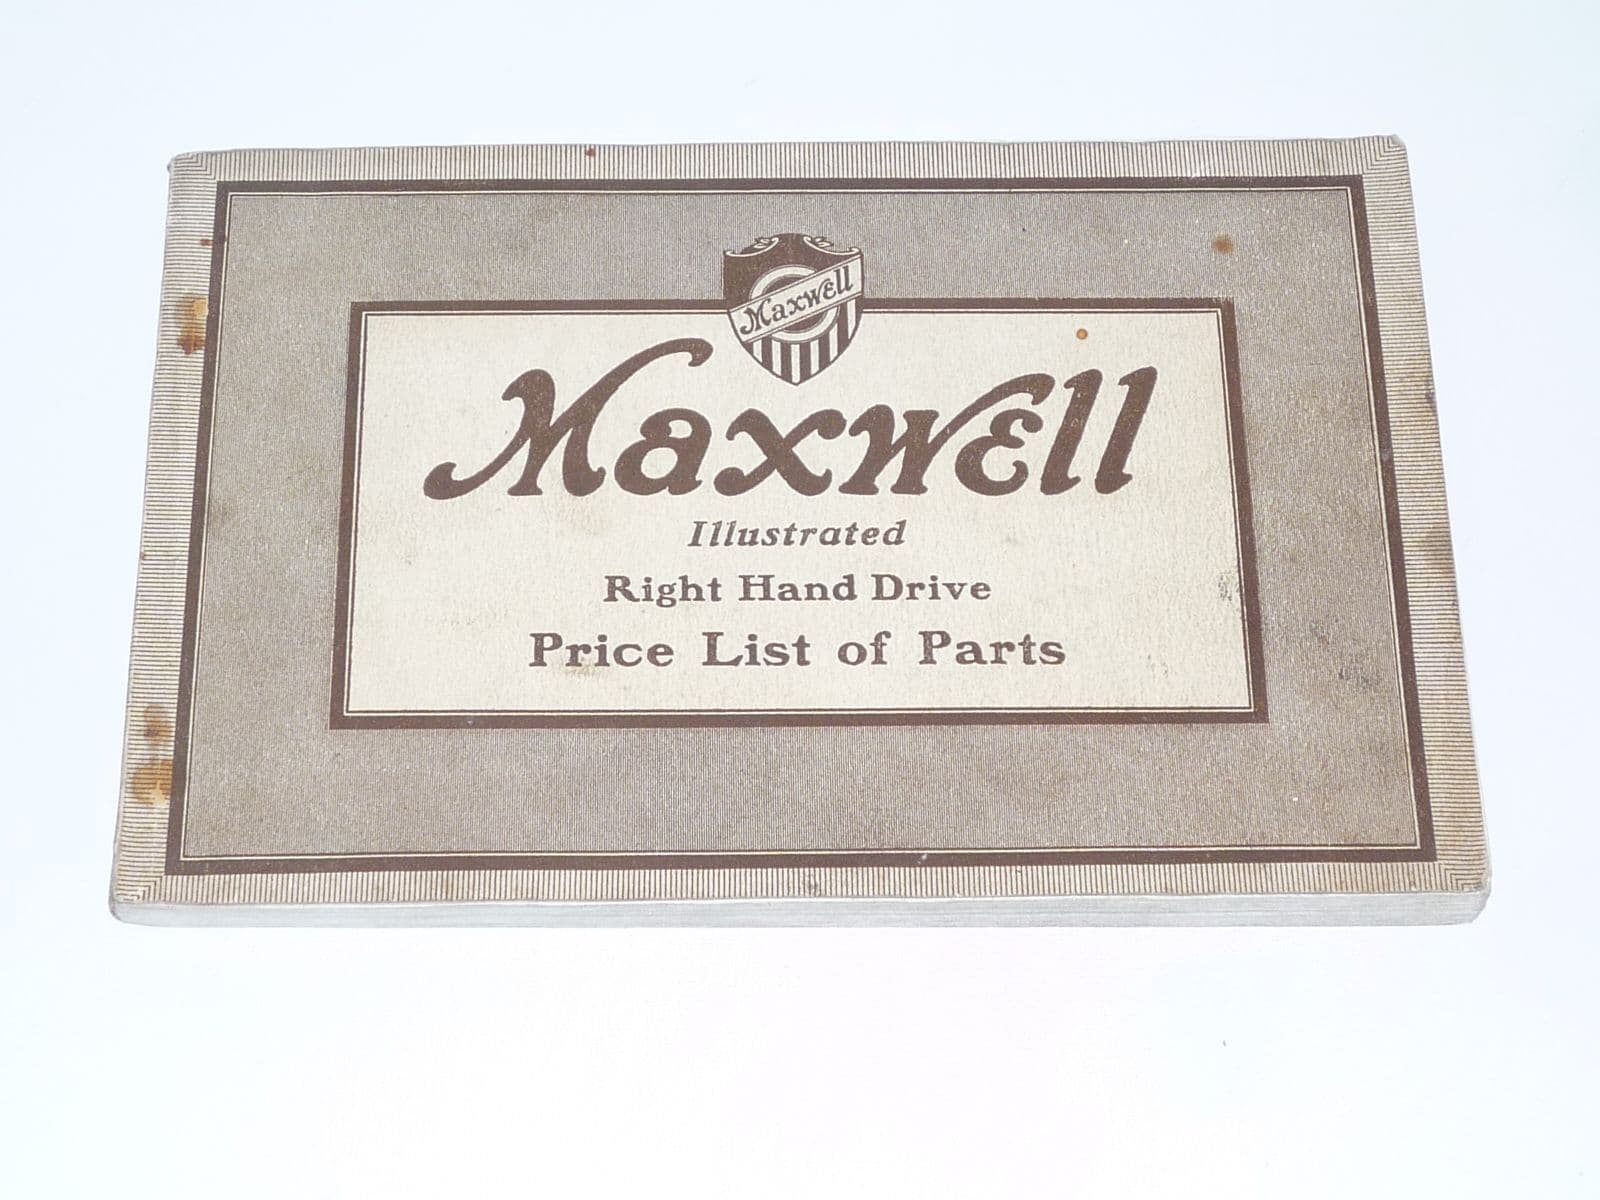 Maxwell
Maxwell
Illustrated
Right Hand Drive
Price List of Parts